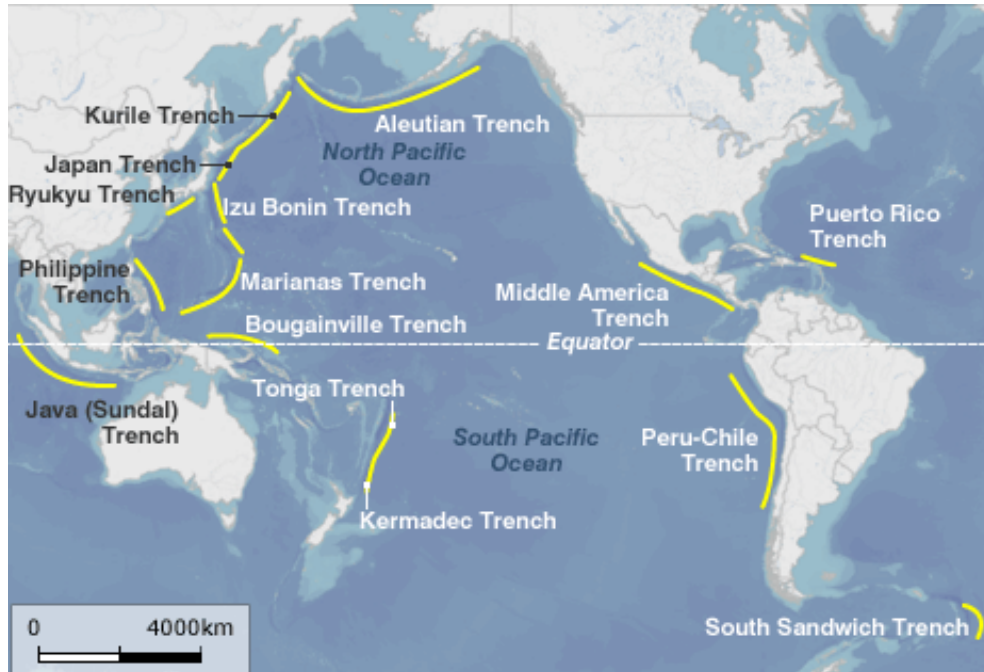 Kurile Trench
Aleutian Trench
North Pacific
Ocean
Japan Trench
Ryukyu Trench
Izu Bonin Trench
Puerto Rico
Trench
Philippine
Trench
Marianas Trench
Middle America
Trench
Bougainville Trench
Equator
Tonga Trench
Java (Sundal)
Trench
South Pacific
Ocean
Peru-Chile
Trench
Kermadec Trench
South Sandwich Trench
0 4000km